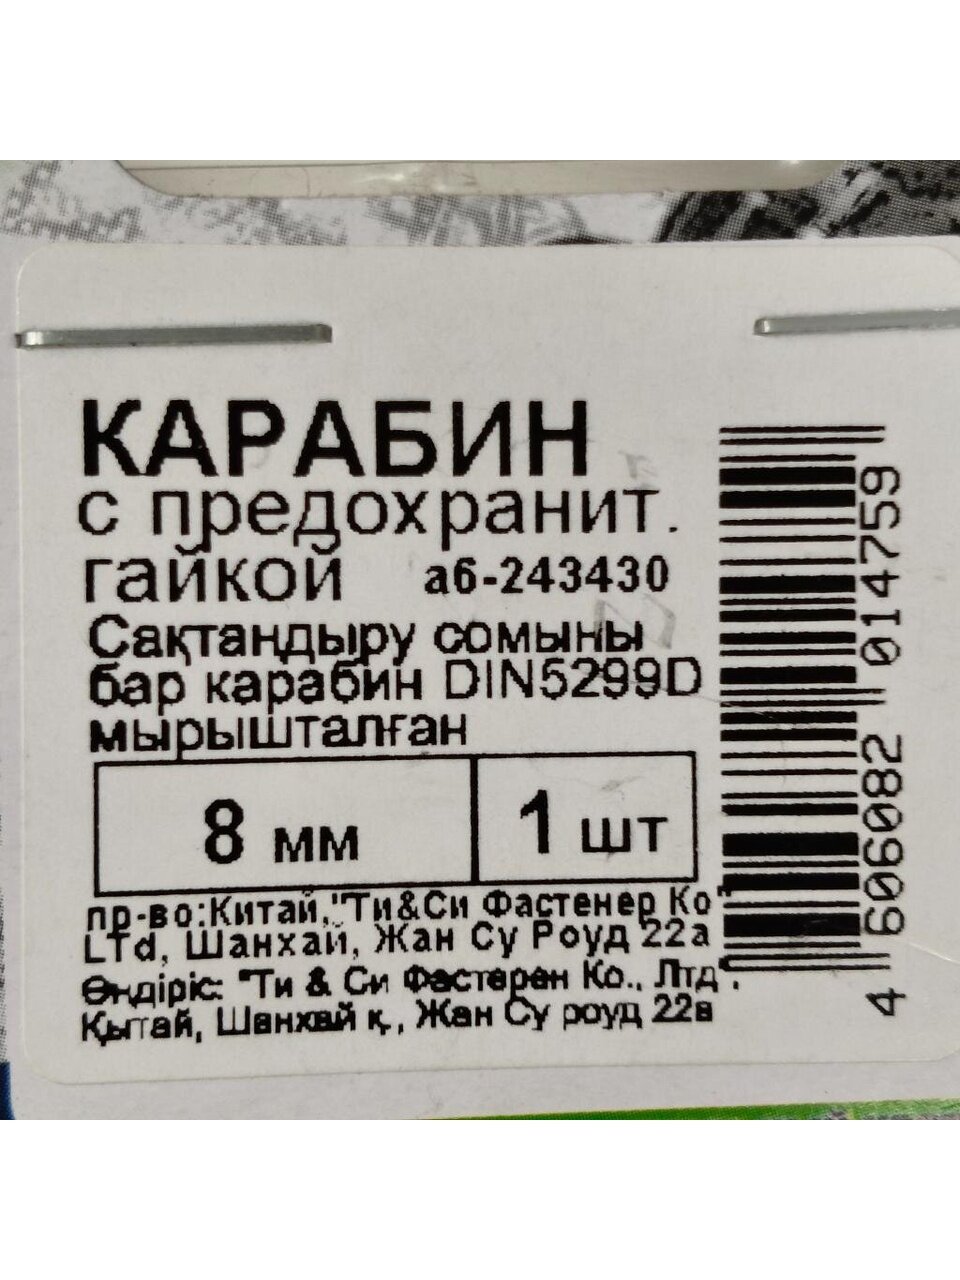 КАРАБИН
с предохранит.
гайкой а6-243430
Сақтандыру сомыны
бар карабин DIN5299D
мырышталған
8 мм
1 шт
пр-во:Китай,"Ти&Си Фастенер Ко"
LTd, Шанхай, Жан Су Роуд 22а
Өндіріс: "Ти & Си Фастерен Ко., Лтд",
Қытай, Шанхай қ., Жан Су роуд 22в
4 606082 014759